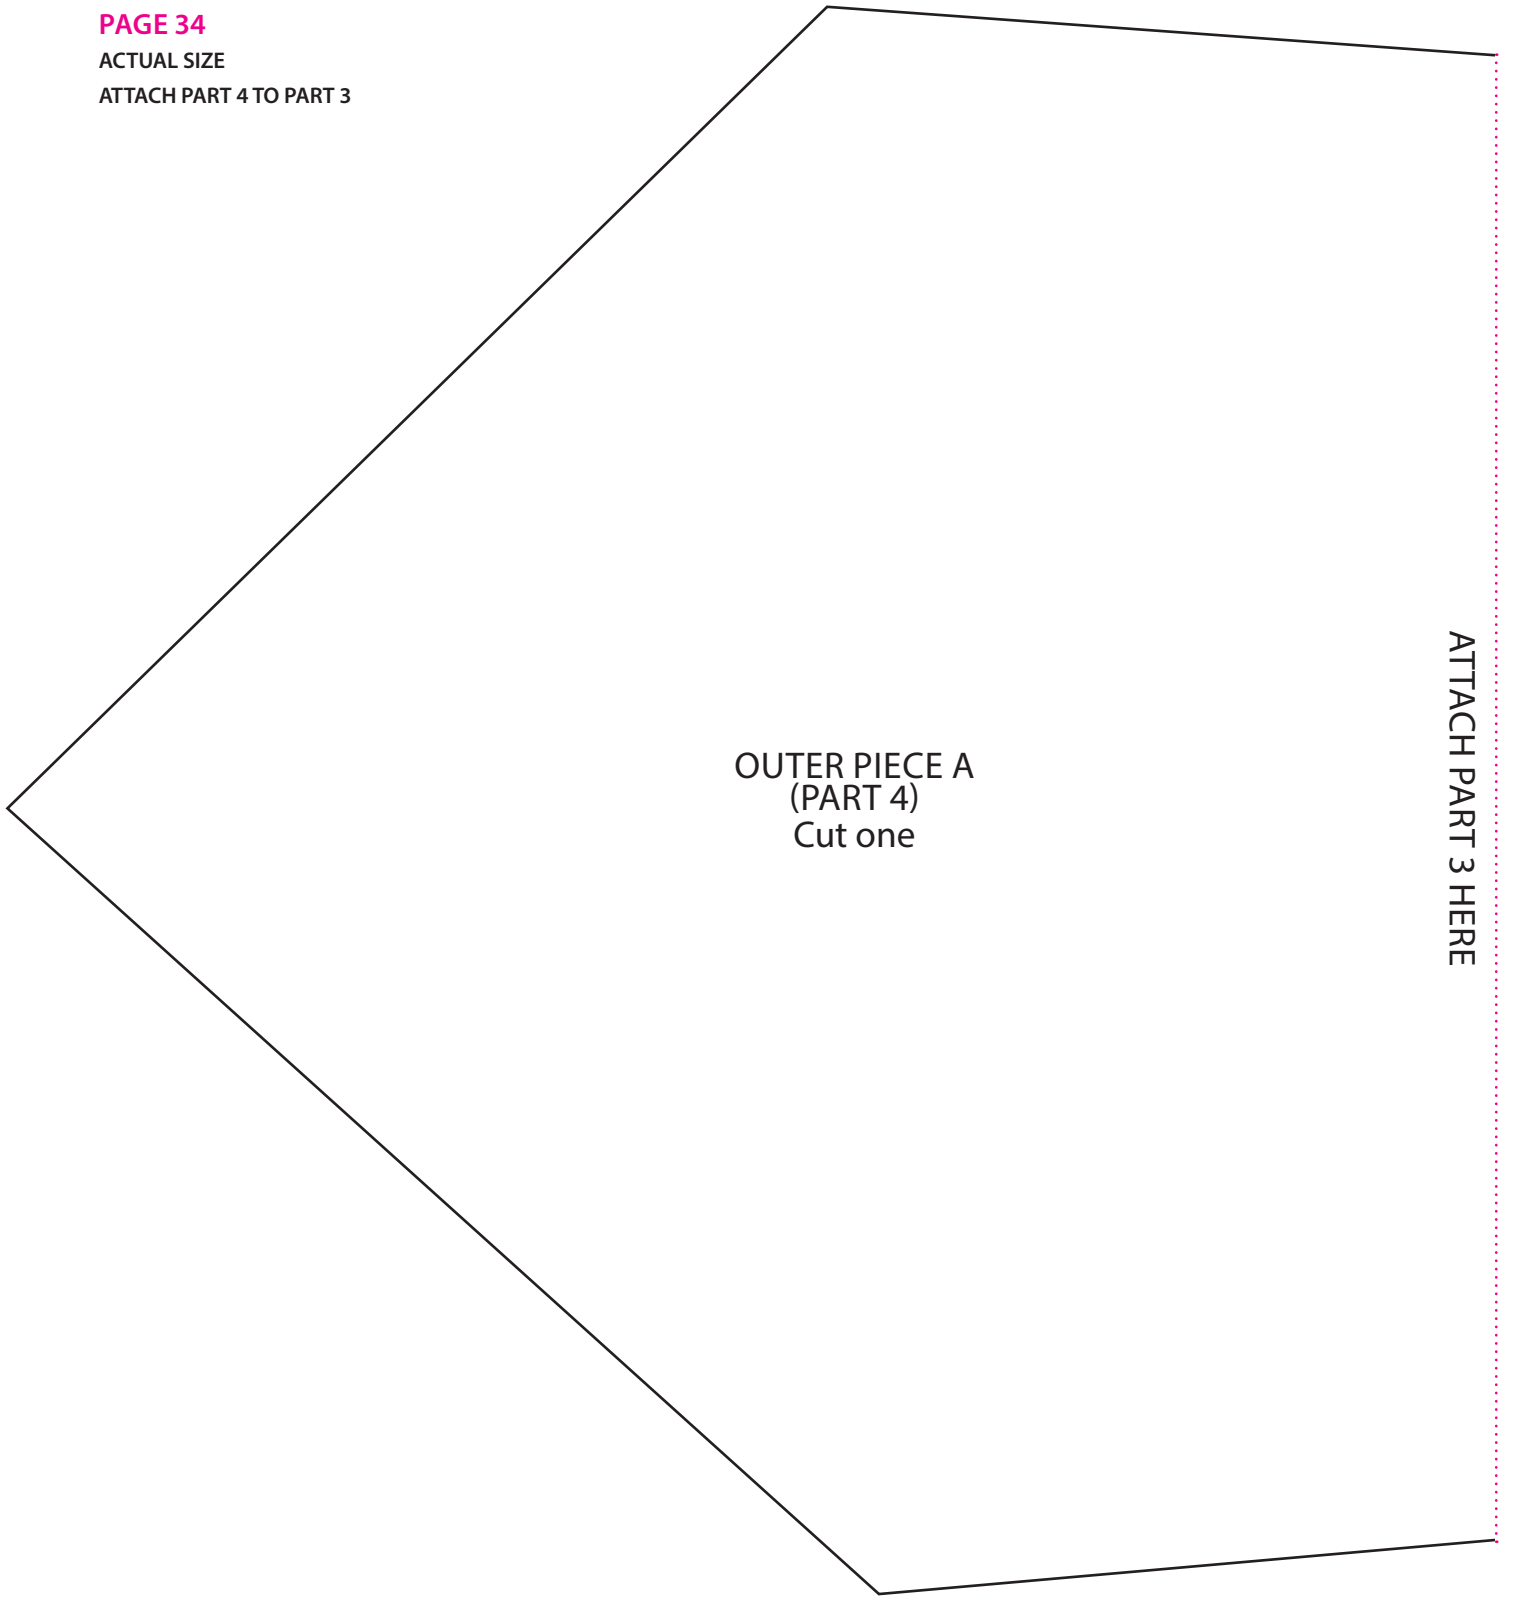 PAGE 34
ACTUAL SIZE
ATTACH PART 4 TO PART 3
OUTER PIECE A
(PART 4)
Cut one
ATTACH PART 3 HERE